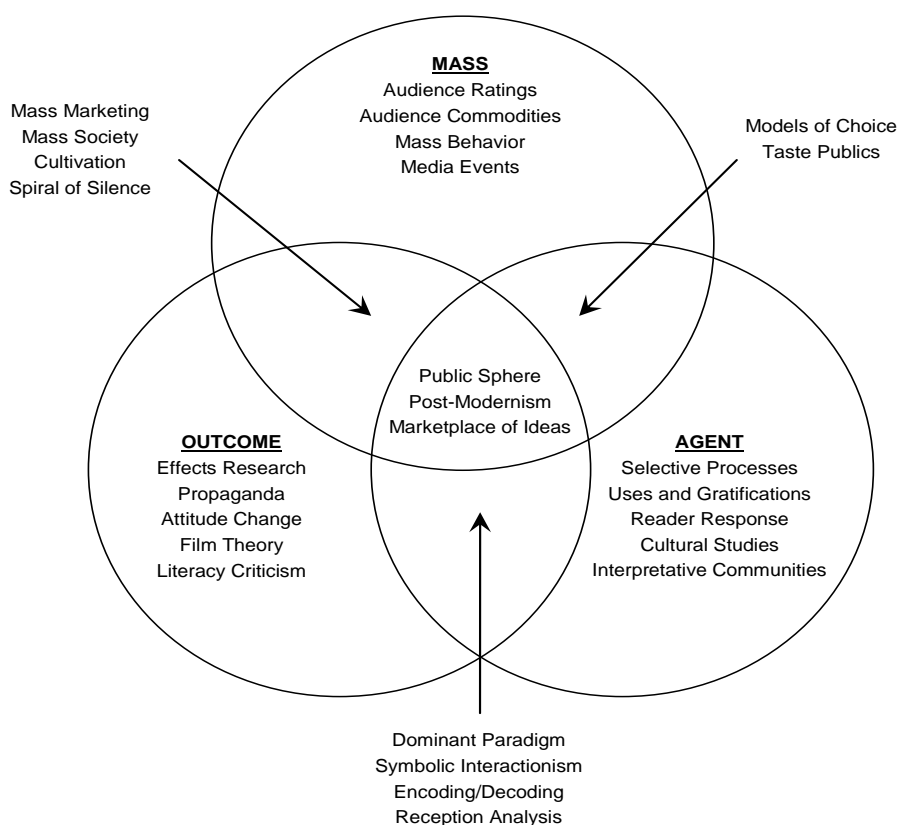 MASS
Audience Ratings
Audience Commodities
Mass Behavior
Media Events
Mass Marketing
Mass Society
Cultivation
Spiral of Silence
Models of Choice
Taste Publics
Public Sphere
Post-Modernism
Marketplace of Ideas
OUTCOME
Effects Research
Propaganda
Attitude Change
Film Theory
Literacy Criticism
AGENT
Selective Processes
Uses and Gratifications
Reader Response
Cultural Studies
Interpretative Communities
Dominant Paradigm
Symbolic Interactionism
Encoding/Decoding
Reception Analysis